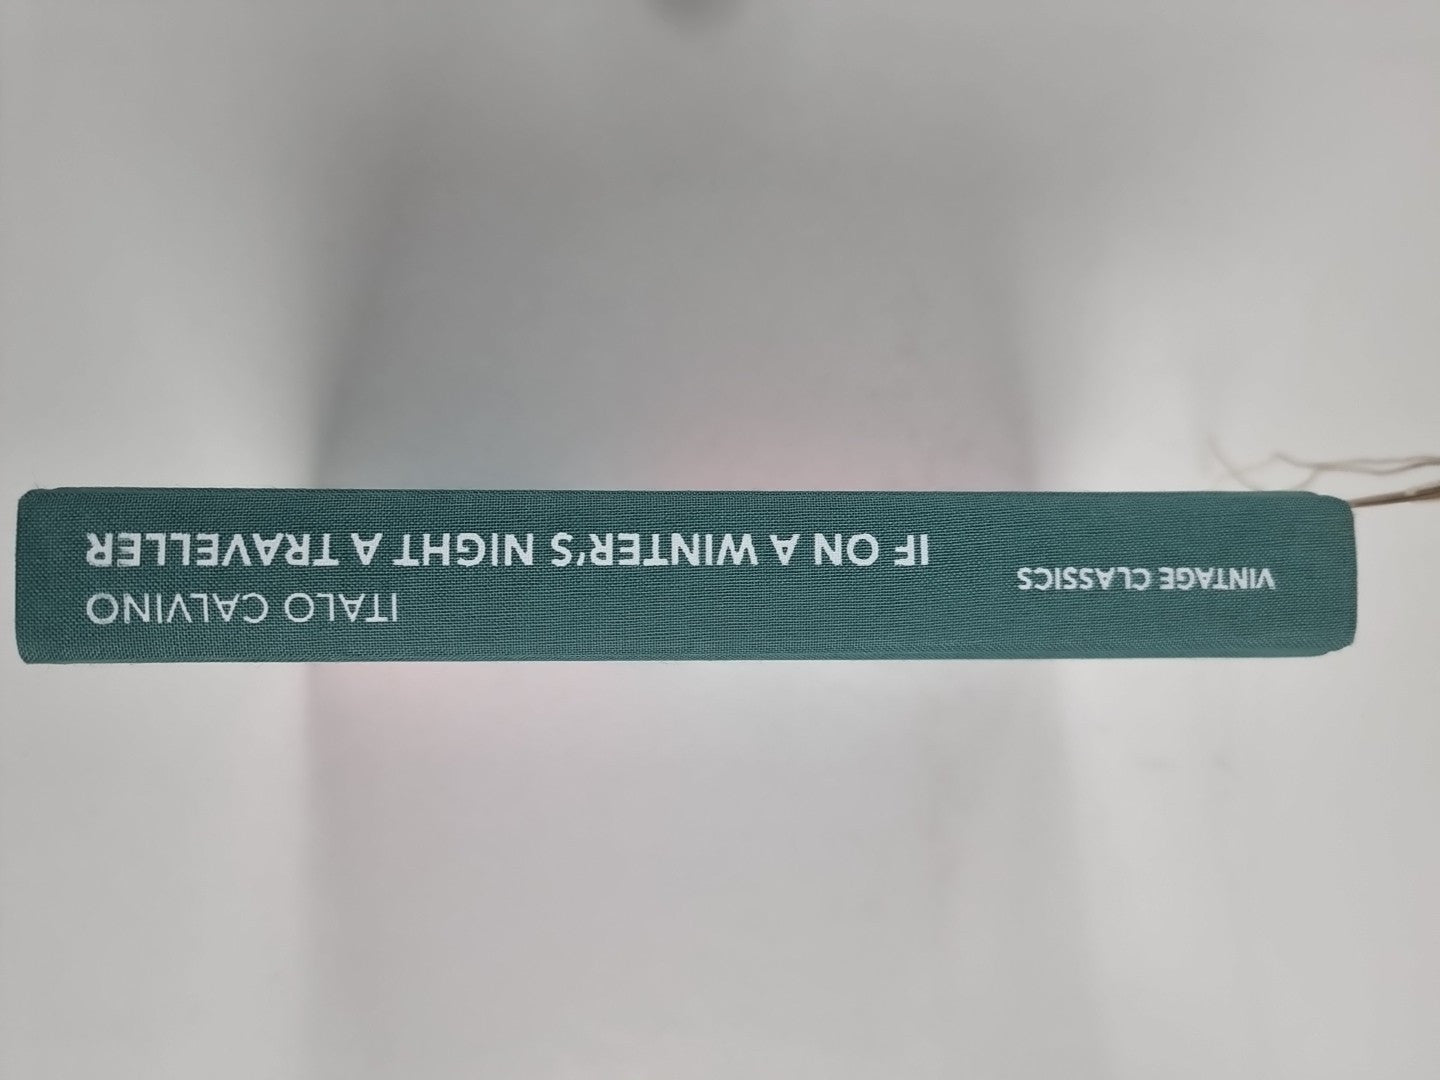 VINTAGE CLASSICS
ITALO CALVINO
IF ON A WINTER'S NIGHT A TRAVELLER